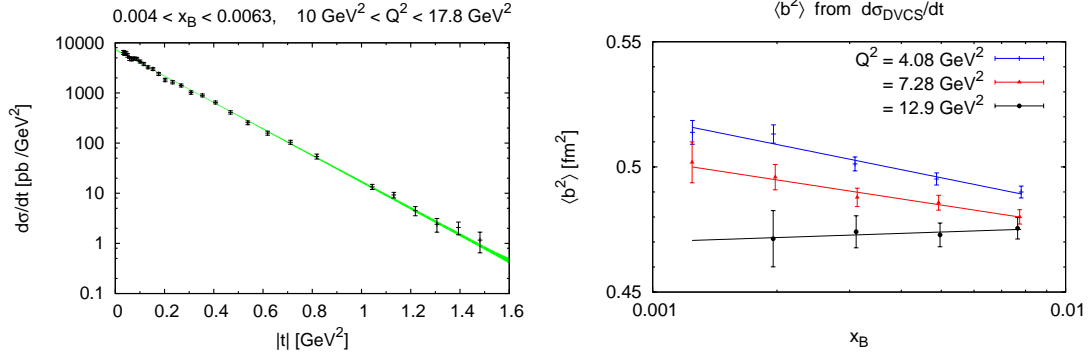 0.004 < x_B < 0.0063, 10 GeV² < Q² < 17.8 GeV²
dσ/dt [pb /GeV²]
10000
1000
100
10
1
0.1
0 0.2 0.4 0.6 0.8 1 1.2 1.4 1.6
|t| [GeV²]
⟨b²⟩ from dσ_DVCS/dt
⟨b²⟩ [fm²]
0.55
0.5
0.45
Q² = 4.08 GeV²
= 7.28 GeV²
= 12.9 GeV²
0.001 0.01
x_B